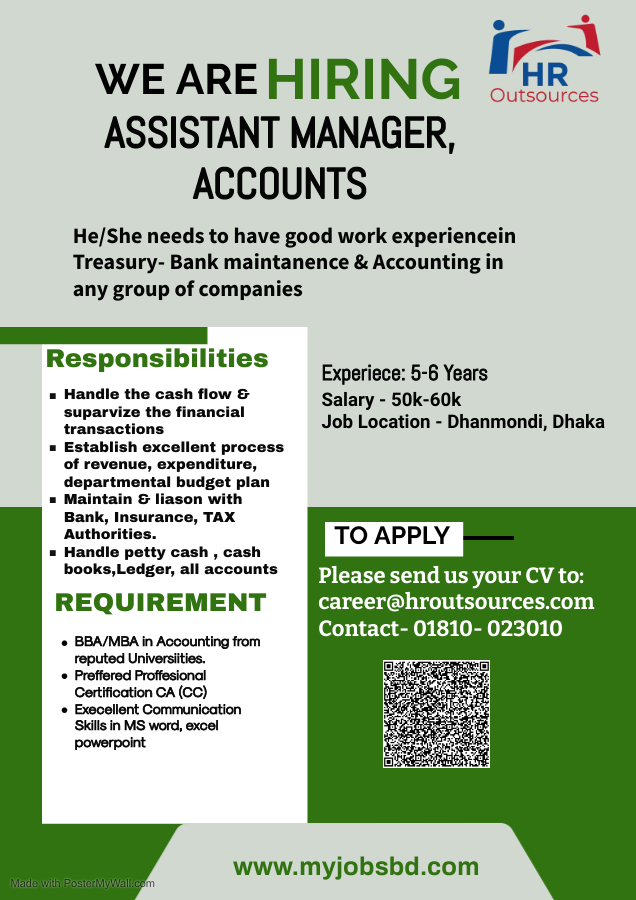 HR
Outsources
WE ARE HIRING
ASSISTANT MANAGER,
ACCOUNTS
He/She needs to have good work experiencein
Treasury- Bank maintanence & Accounting in
any group of companies
Responsibilities
Handle the cash flow &
suparvize the financial
transactions
Establish excellent process
of revenue, expenditure,
departmental budget plan
Maintain & liason with
Bank, Insurance, TAX
Authorities.
Handle petty cash , cash
books,Ledger, all accounts
REQUIREMENT
BBA/MBA in Accounting from
reputed Universiities.
Preffered Proffesional
Certification CA (CC)
Execellent Communication
Skills in MS word, excel
powerpoint
Experiece: 5-6 Years
Salary - 50k-60k
Job Location - Dhanmondi, Dhaka
TO APPLY
Please send us your CV to:
career@hroutsources.com
Contact- 01810- 023010
www.myjobsbd.com
Made with PosterMyWall.com